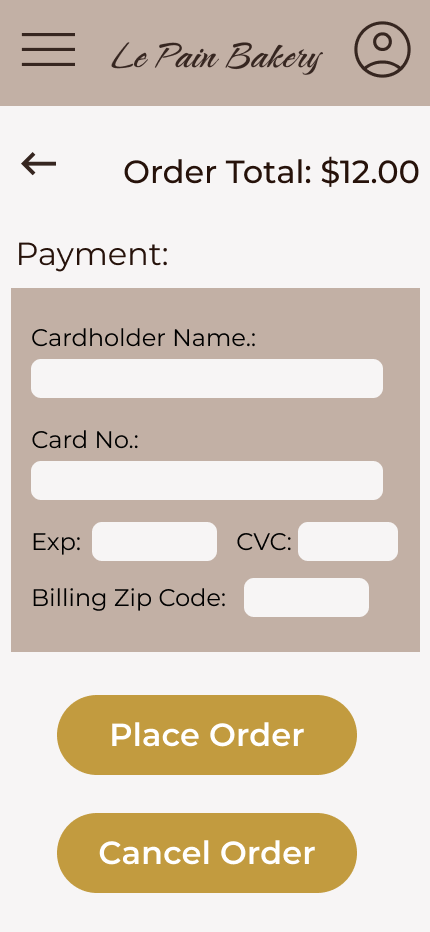 Le Pain Bakery
Order Total: $12.00
Payment:
Cardholder Name.:
Card No.:
Exp: CVC:
Billing Zip Code:
Place Order
Cancel Order